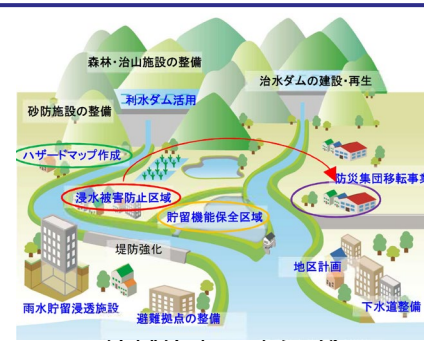 森林・治山施設の整備
治水ダムの建設・再生
利水ダム活用
砂防施設の整備
ハザードマップ作成
防災集団移転事業
浸水被害防止区域
貯留機能保全区域
堤防強化
地区計画
雨水貯留浸透施設
避難拠点の整備
下水道整備